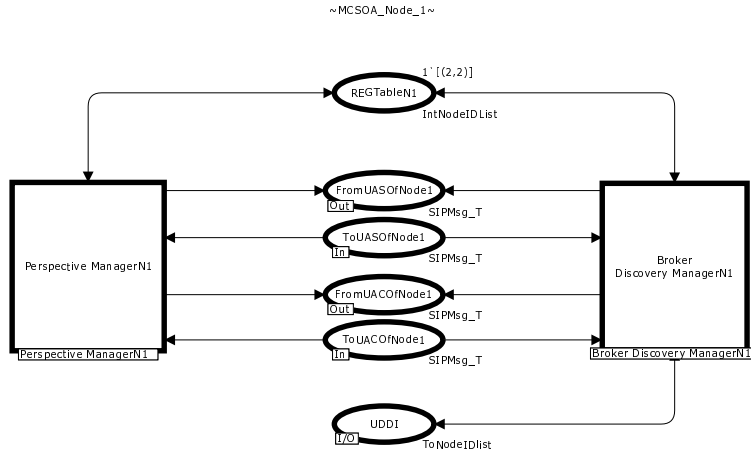 ~MCSOA_Node_1~
1`[(2,2)]
REGTableN1
IntNodeIDList
FromUASOfNode1
Out
SIPMsg_T
ToUASOfNode1
In
SIPMsg_T
Perspective ManagerN1
Broker
Discovery ManagerN1
FromUACOfNode1
Out
SIPMsg_T
ToUACOfNode1
In
SIPMsg_T
Perspective ManagerN1
Broker Discovery ManagerN1
UDDI
I/O
ToNodeIDlist